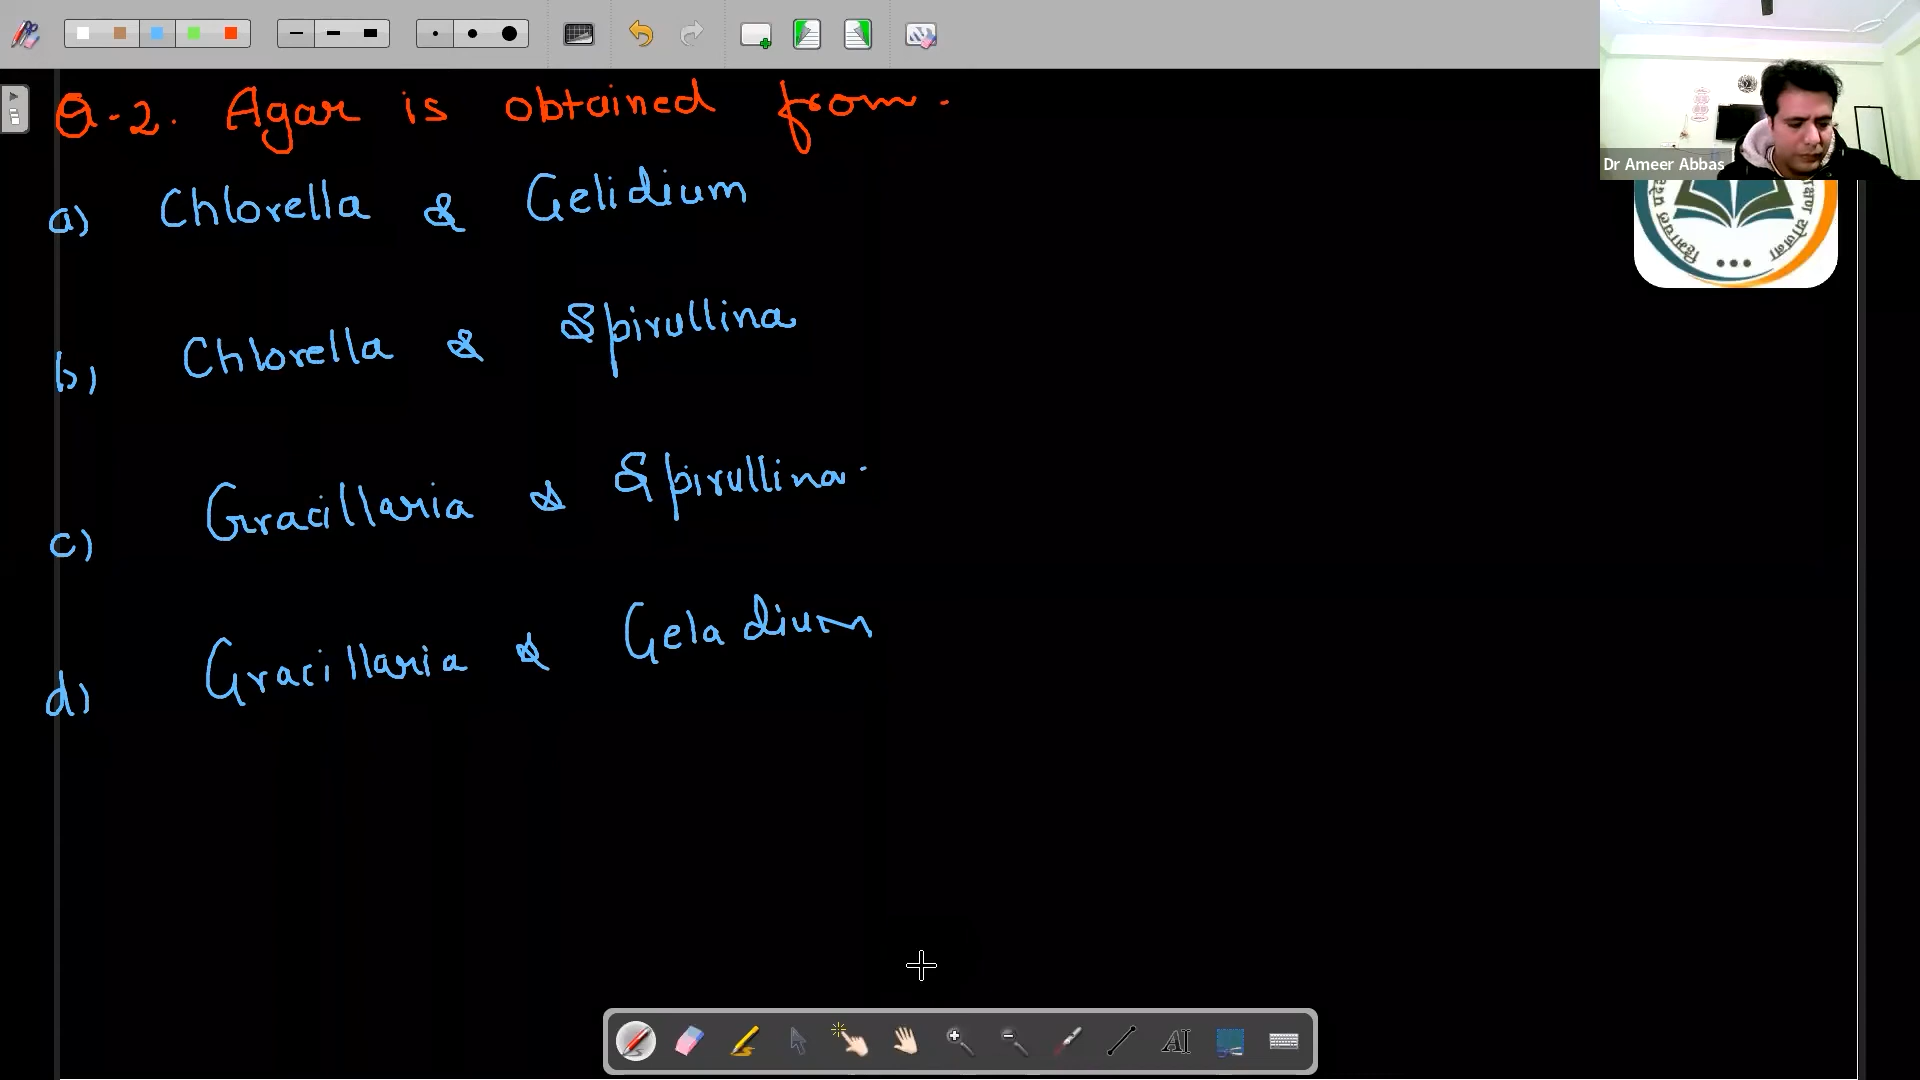 Q-2. Agar is obtained from.
Dr Ameer Abbas
a) Chlorella & Gelidium
b) Chlorella & Spirullina
c) Gracillaria & Spirullina.
d) Gracillaria & Geladium